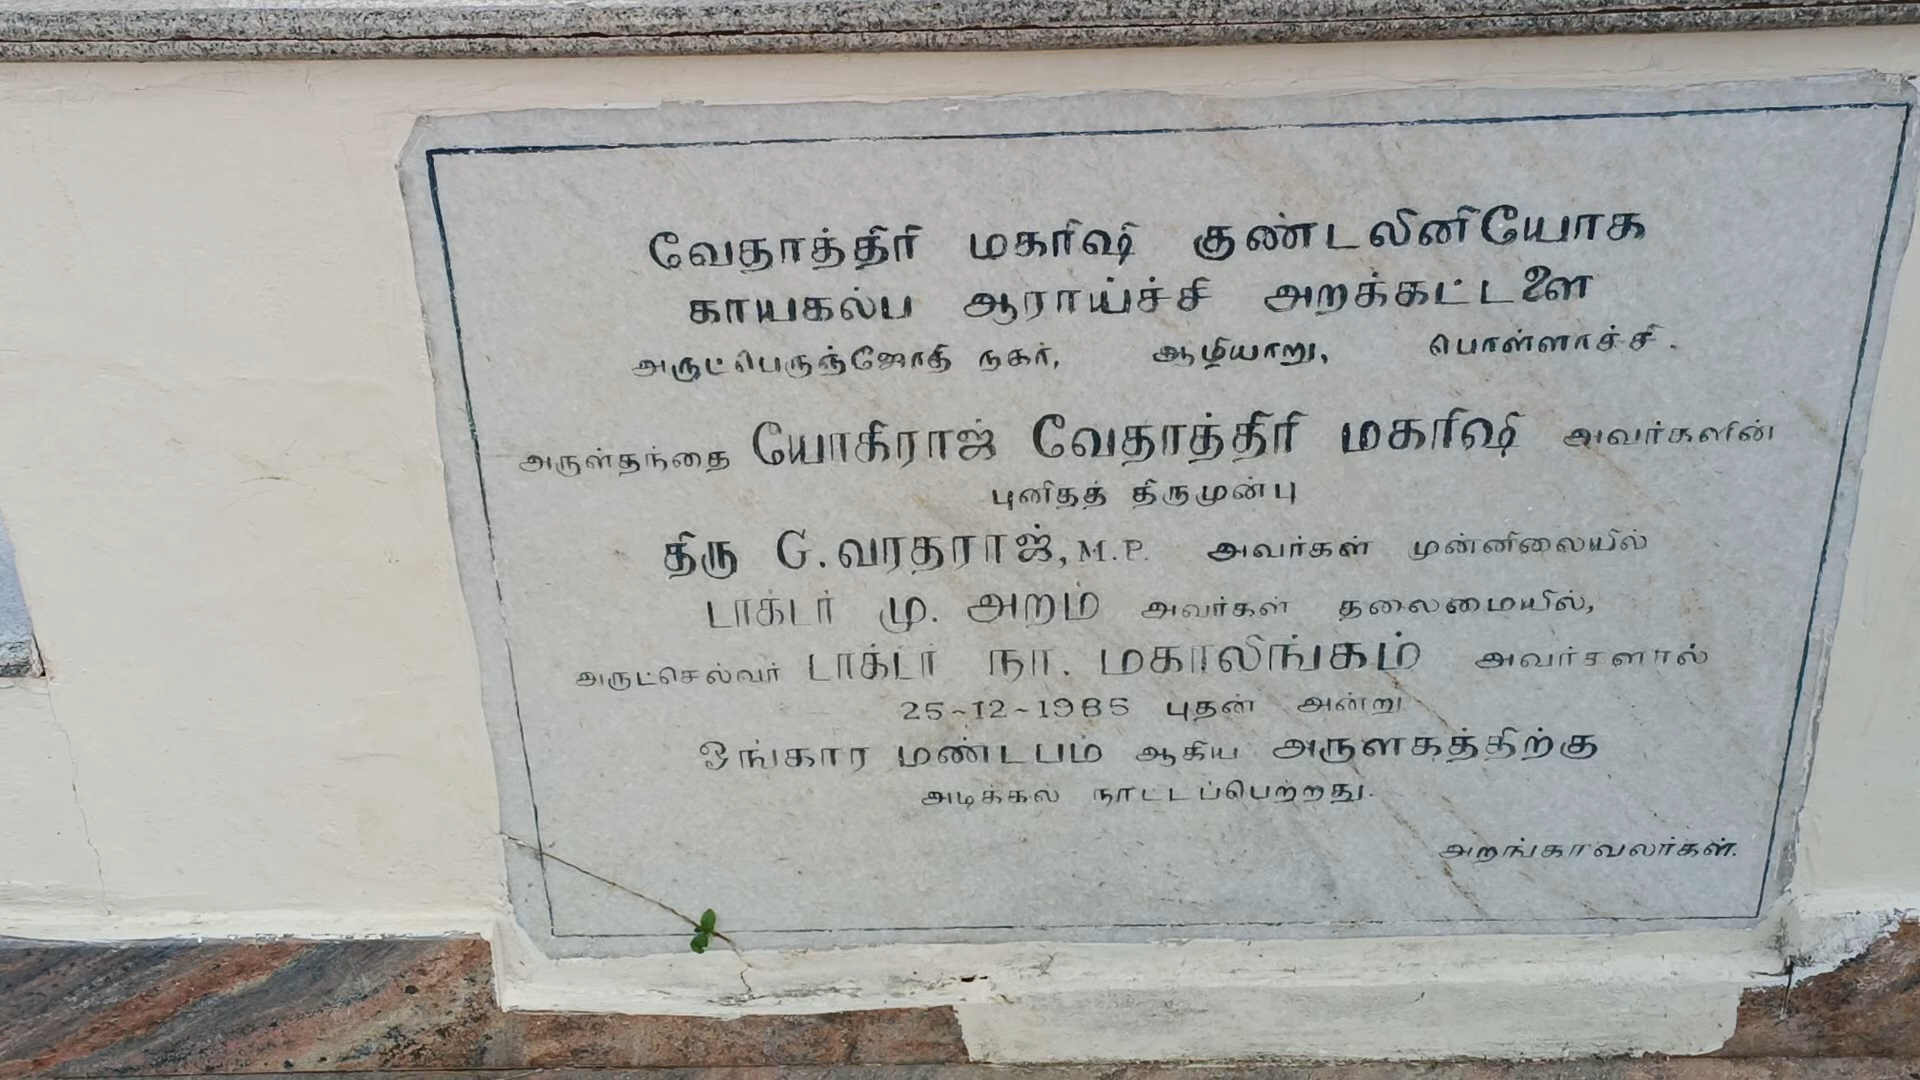 வேதாத்திரி மகரிஷி குண்டலினியோக
காயகல்ப ஆராய்ச்சி அறக்கட்டளை
அருட்பெருஞ்ஜோதி நகர், ஆழியாறு, பொள்ளாச்சி.
அருள்தந்தை யோகிராஜ் வேதாத்திரி மகரிஷி அவர்களின்
புனிதத் திருமுன்பு
திரு G.வரதராஜ், M.P. அவர்கள் முன்னிலையில்
டாக்டர் மு. அறம் அவர்கள் தலைமையில்,
அருட்செல்வர் டாக்டர் நா. மகாலிங்கம் அவர்களால்
25-12-1985 புதன் அன்று
ஓங்கார மண்டபம் ஆகிய அருளகத்திற்கு
அடிக்கல் நாட்டப்பெற்றது.
அறங்காவலர்கள்.